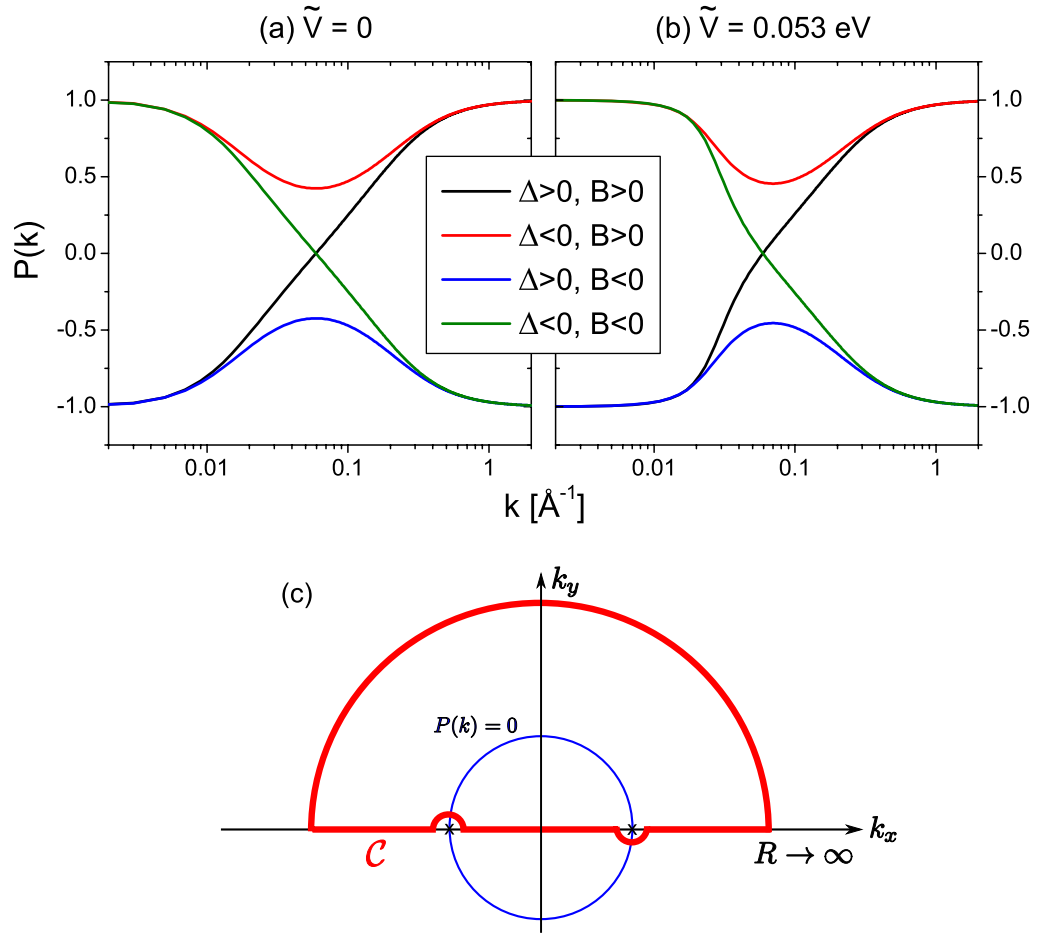 (a) Ṽ = 0
(b) Ṽ = 0.053 eV
P(k)
1.0
0.5
0.0
-0.5
-1.0
1.0
0.5
0.0
-0.5
-1.0
Δ>0, B>0
Δ<0, B>0
Δ>0, B<0
Δ<0, B<0
0.01
0.1
1
0.01
0.1
1
k [Å⁻¹]
(c)
k_y
P(k) = 0
k_x
C
R → ∞